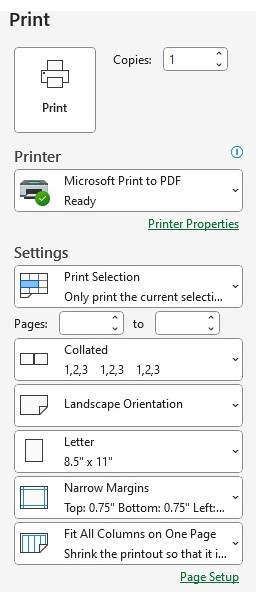 Print
Copies: 1
Print
Printer
Microsoft Print to PDF
Ready
Printer Properties
Settings
Print Selection
Only print the current selecti...
Pages: to
Collated
1,2,3 1,2,3 1,2,3
Landscape Orientation
Letter
8.5" x 11"
Narrow Margins
Top: 0.75" Bottom: 0.75" Left:...
Fit All Columns on One Page
Shrink the printout so that it i...
Page Setup